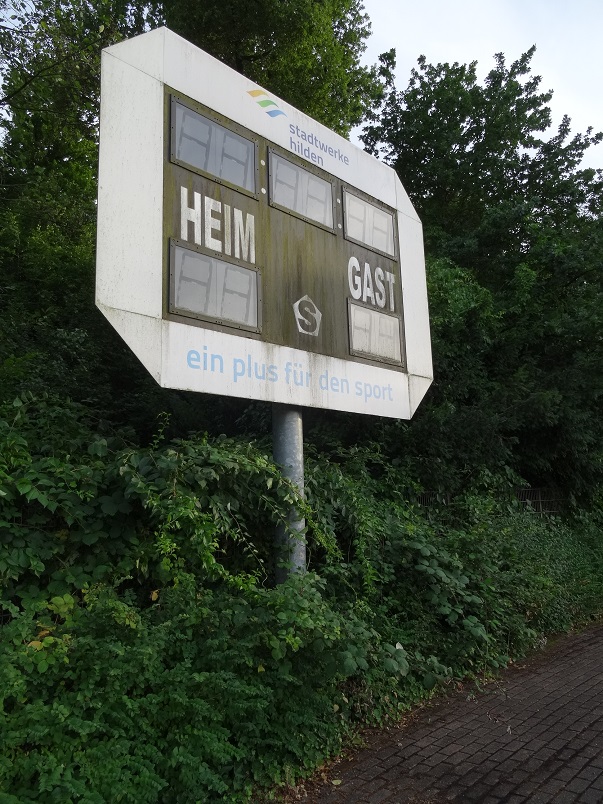 stadtwerke
hilden
HEIM
GAST
S
ein plus für den sport